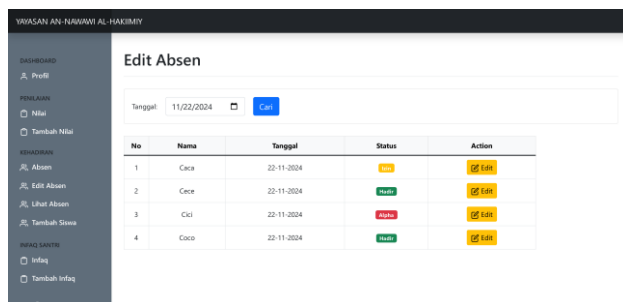 YAYASAN AN-NAWAWI AL-HAKIIMIY
DASHBOARD
Profil
PENILAIAN
Nilai
Tambah Nilai
KEHADIRAN
Absen
Edit Absen
Lihat Absen
Tambah Siswa
INFAQ SANTRI
Infaq
Tambah Infaq
Edit Absen
Tanggal: 11/22/2024 Cari
No Nama Tanggal Status Action
1 Caca 22-11-2024 Izin Edit
2 Cece 22-11-2024 Hadir Edit
3 Cici 22-11-2024 Alpha Edit
4 Coco 22-11-2024 Hadir Edit